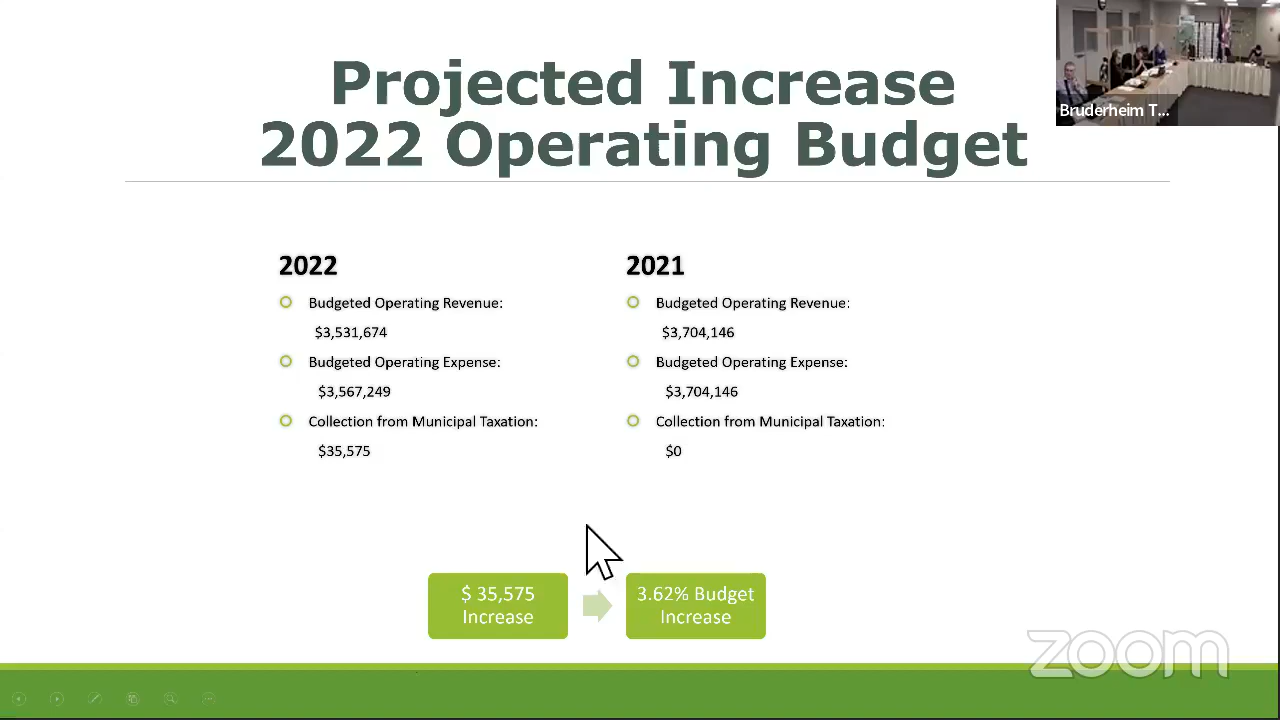 Projected Increase
2022 Operating Budget
Bruderheim T...
2022
Budgeted Operating Revenue:
$3,531,674
Budgeted Operating Expense:
$3,567,249
Collection from Municipal Taxation:
$35,575
2021
Budgeted Operating Revenue:
$3,704,146
Budgeted Operating Expense:
$3,704,146
Collection from Municipal Taxation:
$0
$ 35,575
Increase
3.62% Budget
Increase
zoom